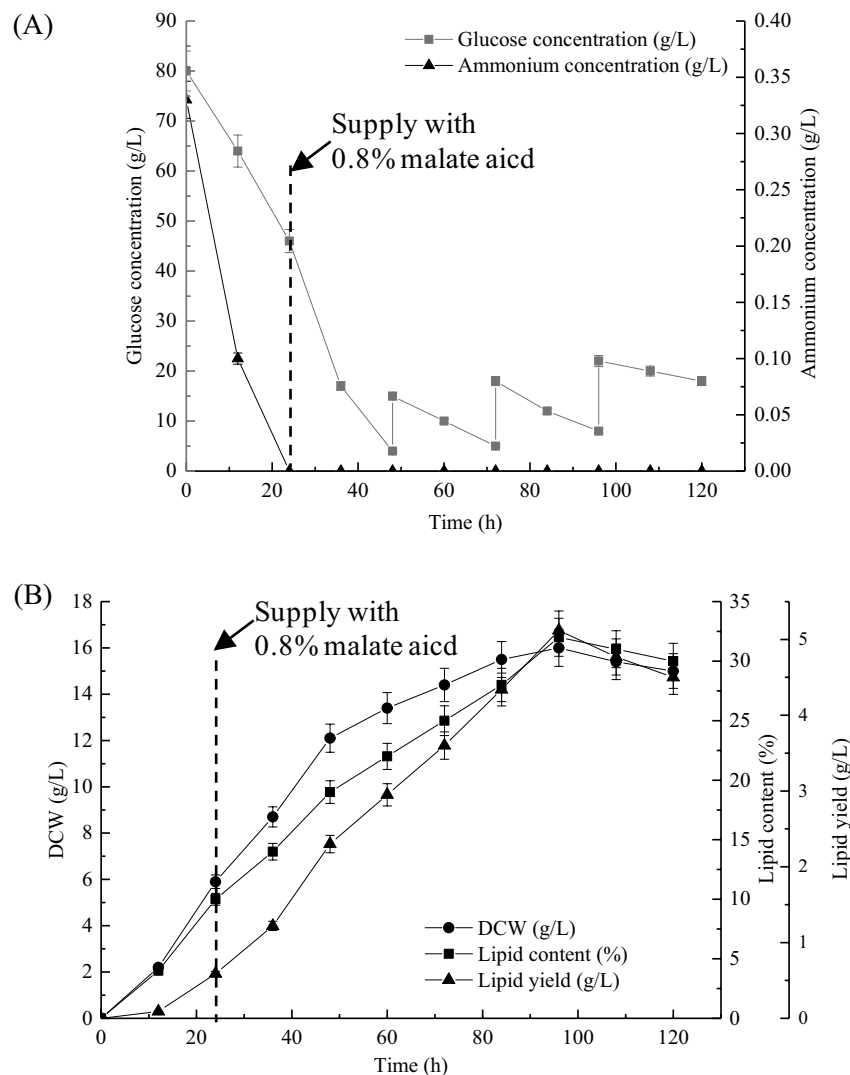 (A)
Glucose concentration (g/L)
Ammonium concentration (g/L)
Supply with
0.8% malate aicd
Glucose concentration (g/L)
90
80
70
60
50
40
30
20
10
0
Ammonium concentration (g/L)
0.40
0.35
0.30
0.25
0.20
0.15
0.10
0.05
0.00
0 20 40 60 80 100 120
Time (h)
(B)
Supply with
0.8% malate aicd
DCW (g/L)
18
16
14
12
10
8
6
4
2
0
DCW (g/L)
Lipid content (%)
Lipid yield (g/L)
Lipid content (%)
35
30
25
20
15
10
5
0
Lipid yield (g/L)
5
4
3
2
1
0
0 20 40 60 80 100 120
Time (h)